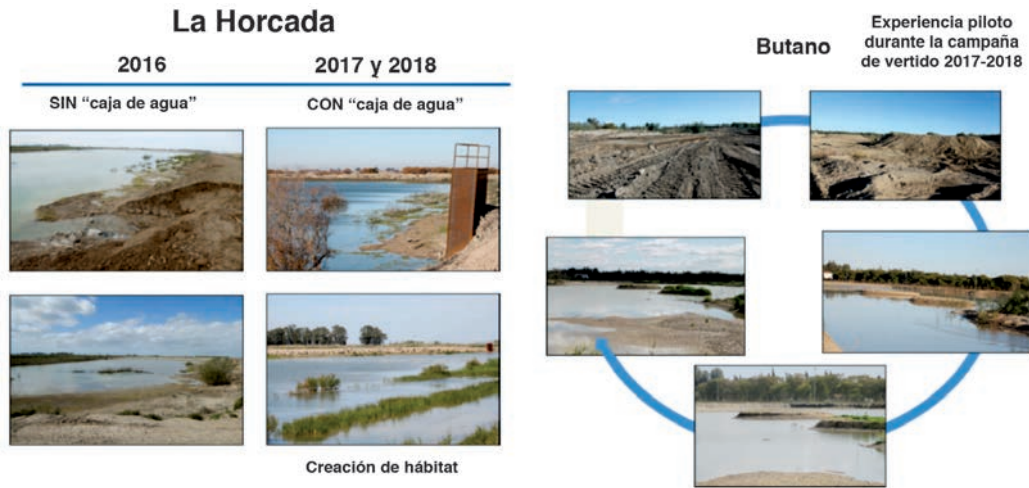 La Horcada
2016
2017 y 2018
SIN “caja de agua”
CON “caja de agua”
Creación de hábitat
Butano
Experiencia piloto
durante la campaña
de vertido 2017-2018